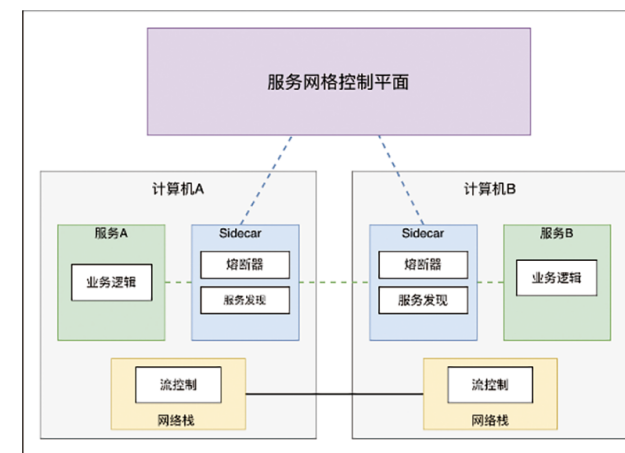 服务网格控制平面
计算机A
计算机B
服务A
Sidecar
Sidecar
服务B
业务逻辑
熔断器
服务发现
熔断器
服务发现
业务逻辑
流控制
网络栈
流控制
网络栈